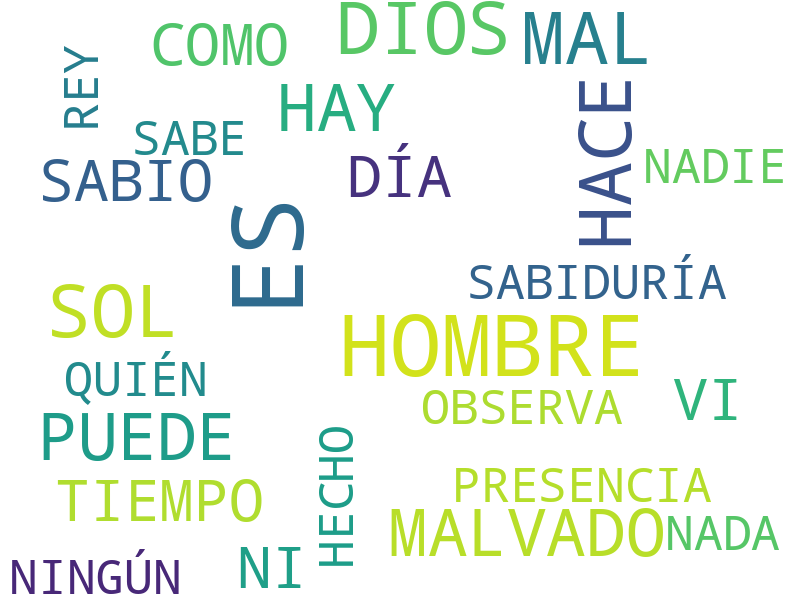 DIOS
MAL
COMO
REY
HAY
HACE
SABE
NADIE
SABIO
DÍA
ES
SABIDURÍA
SOL
HOMBRE
QUIÉN
OBSERVA
VI
PUEDE
HECHO
TIEMPO
PRESENCIA
MALVADO
NADA
NINGÚN
NI